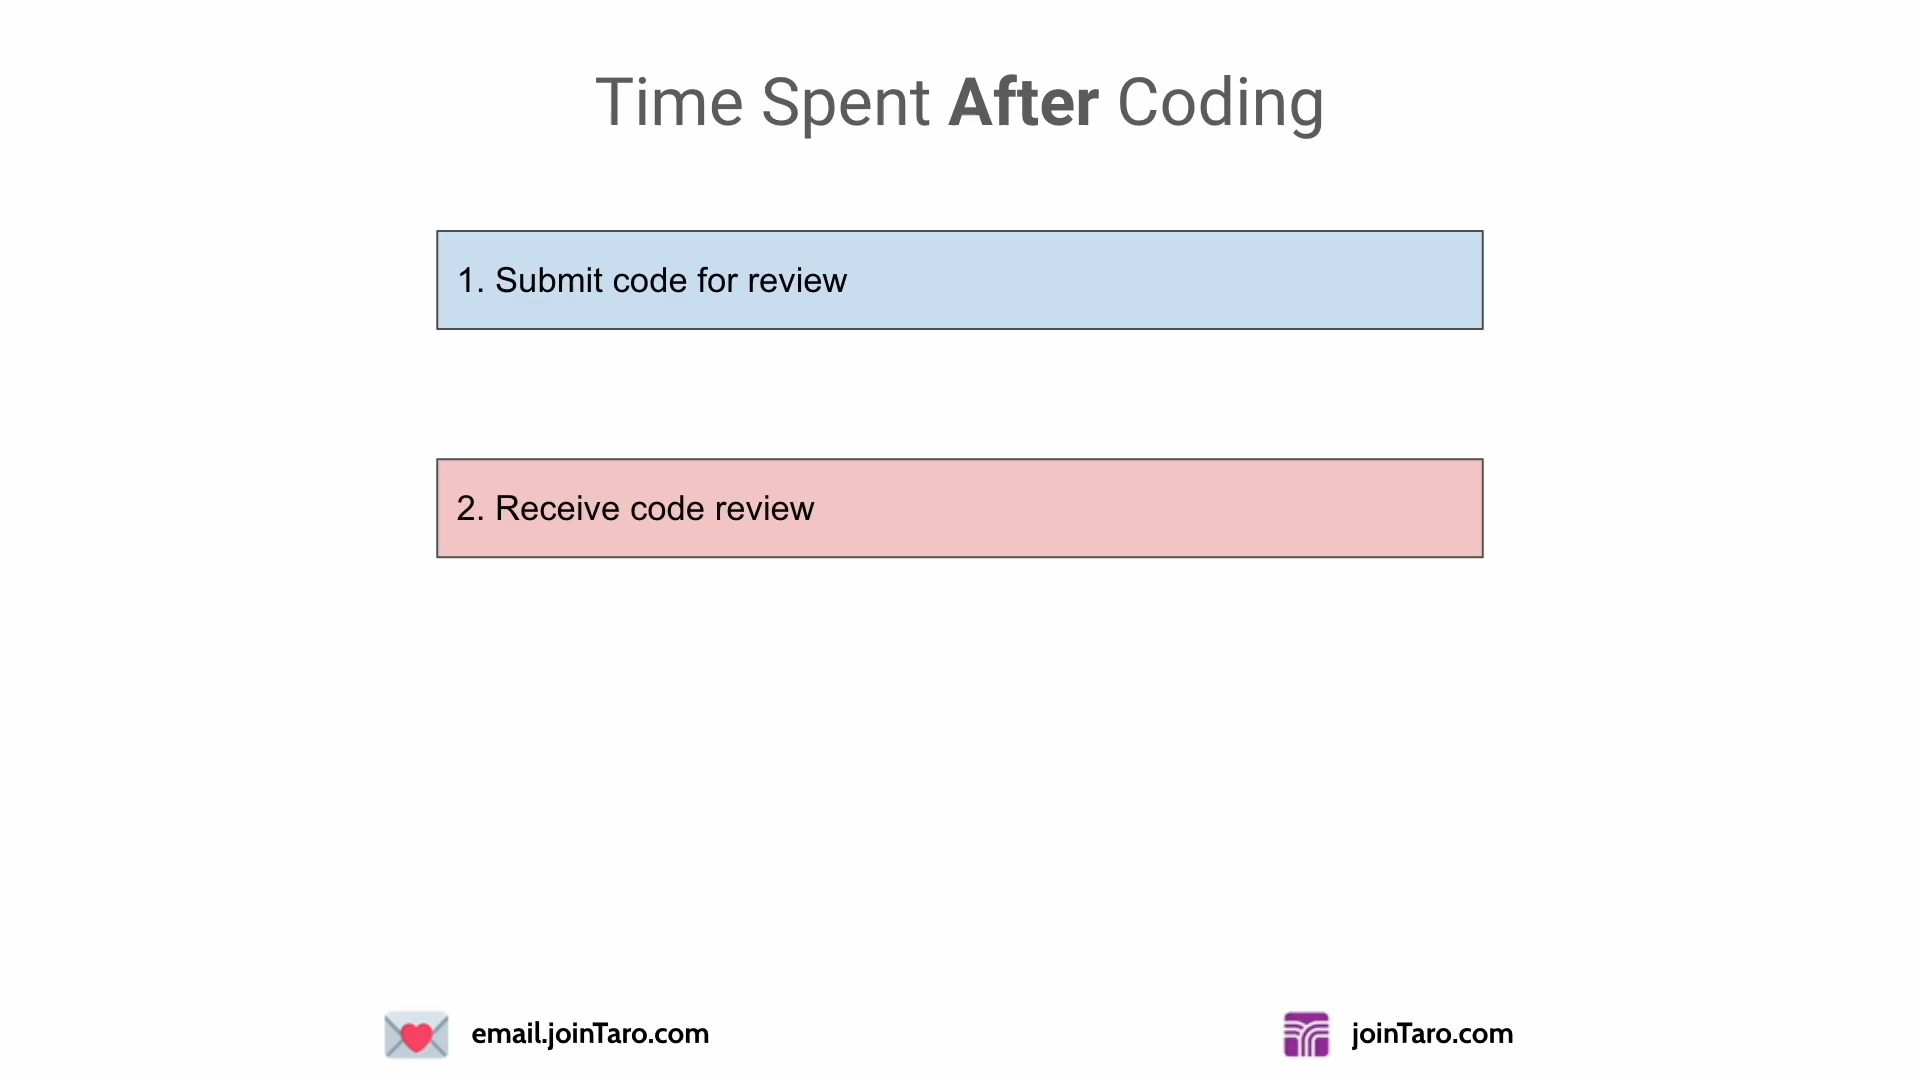 Time Spent After Coding
1. Submit code for review
2. Receive code review
email.joinTaro.com
joinTaro.com